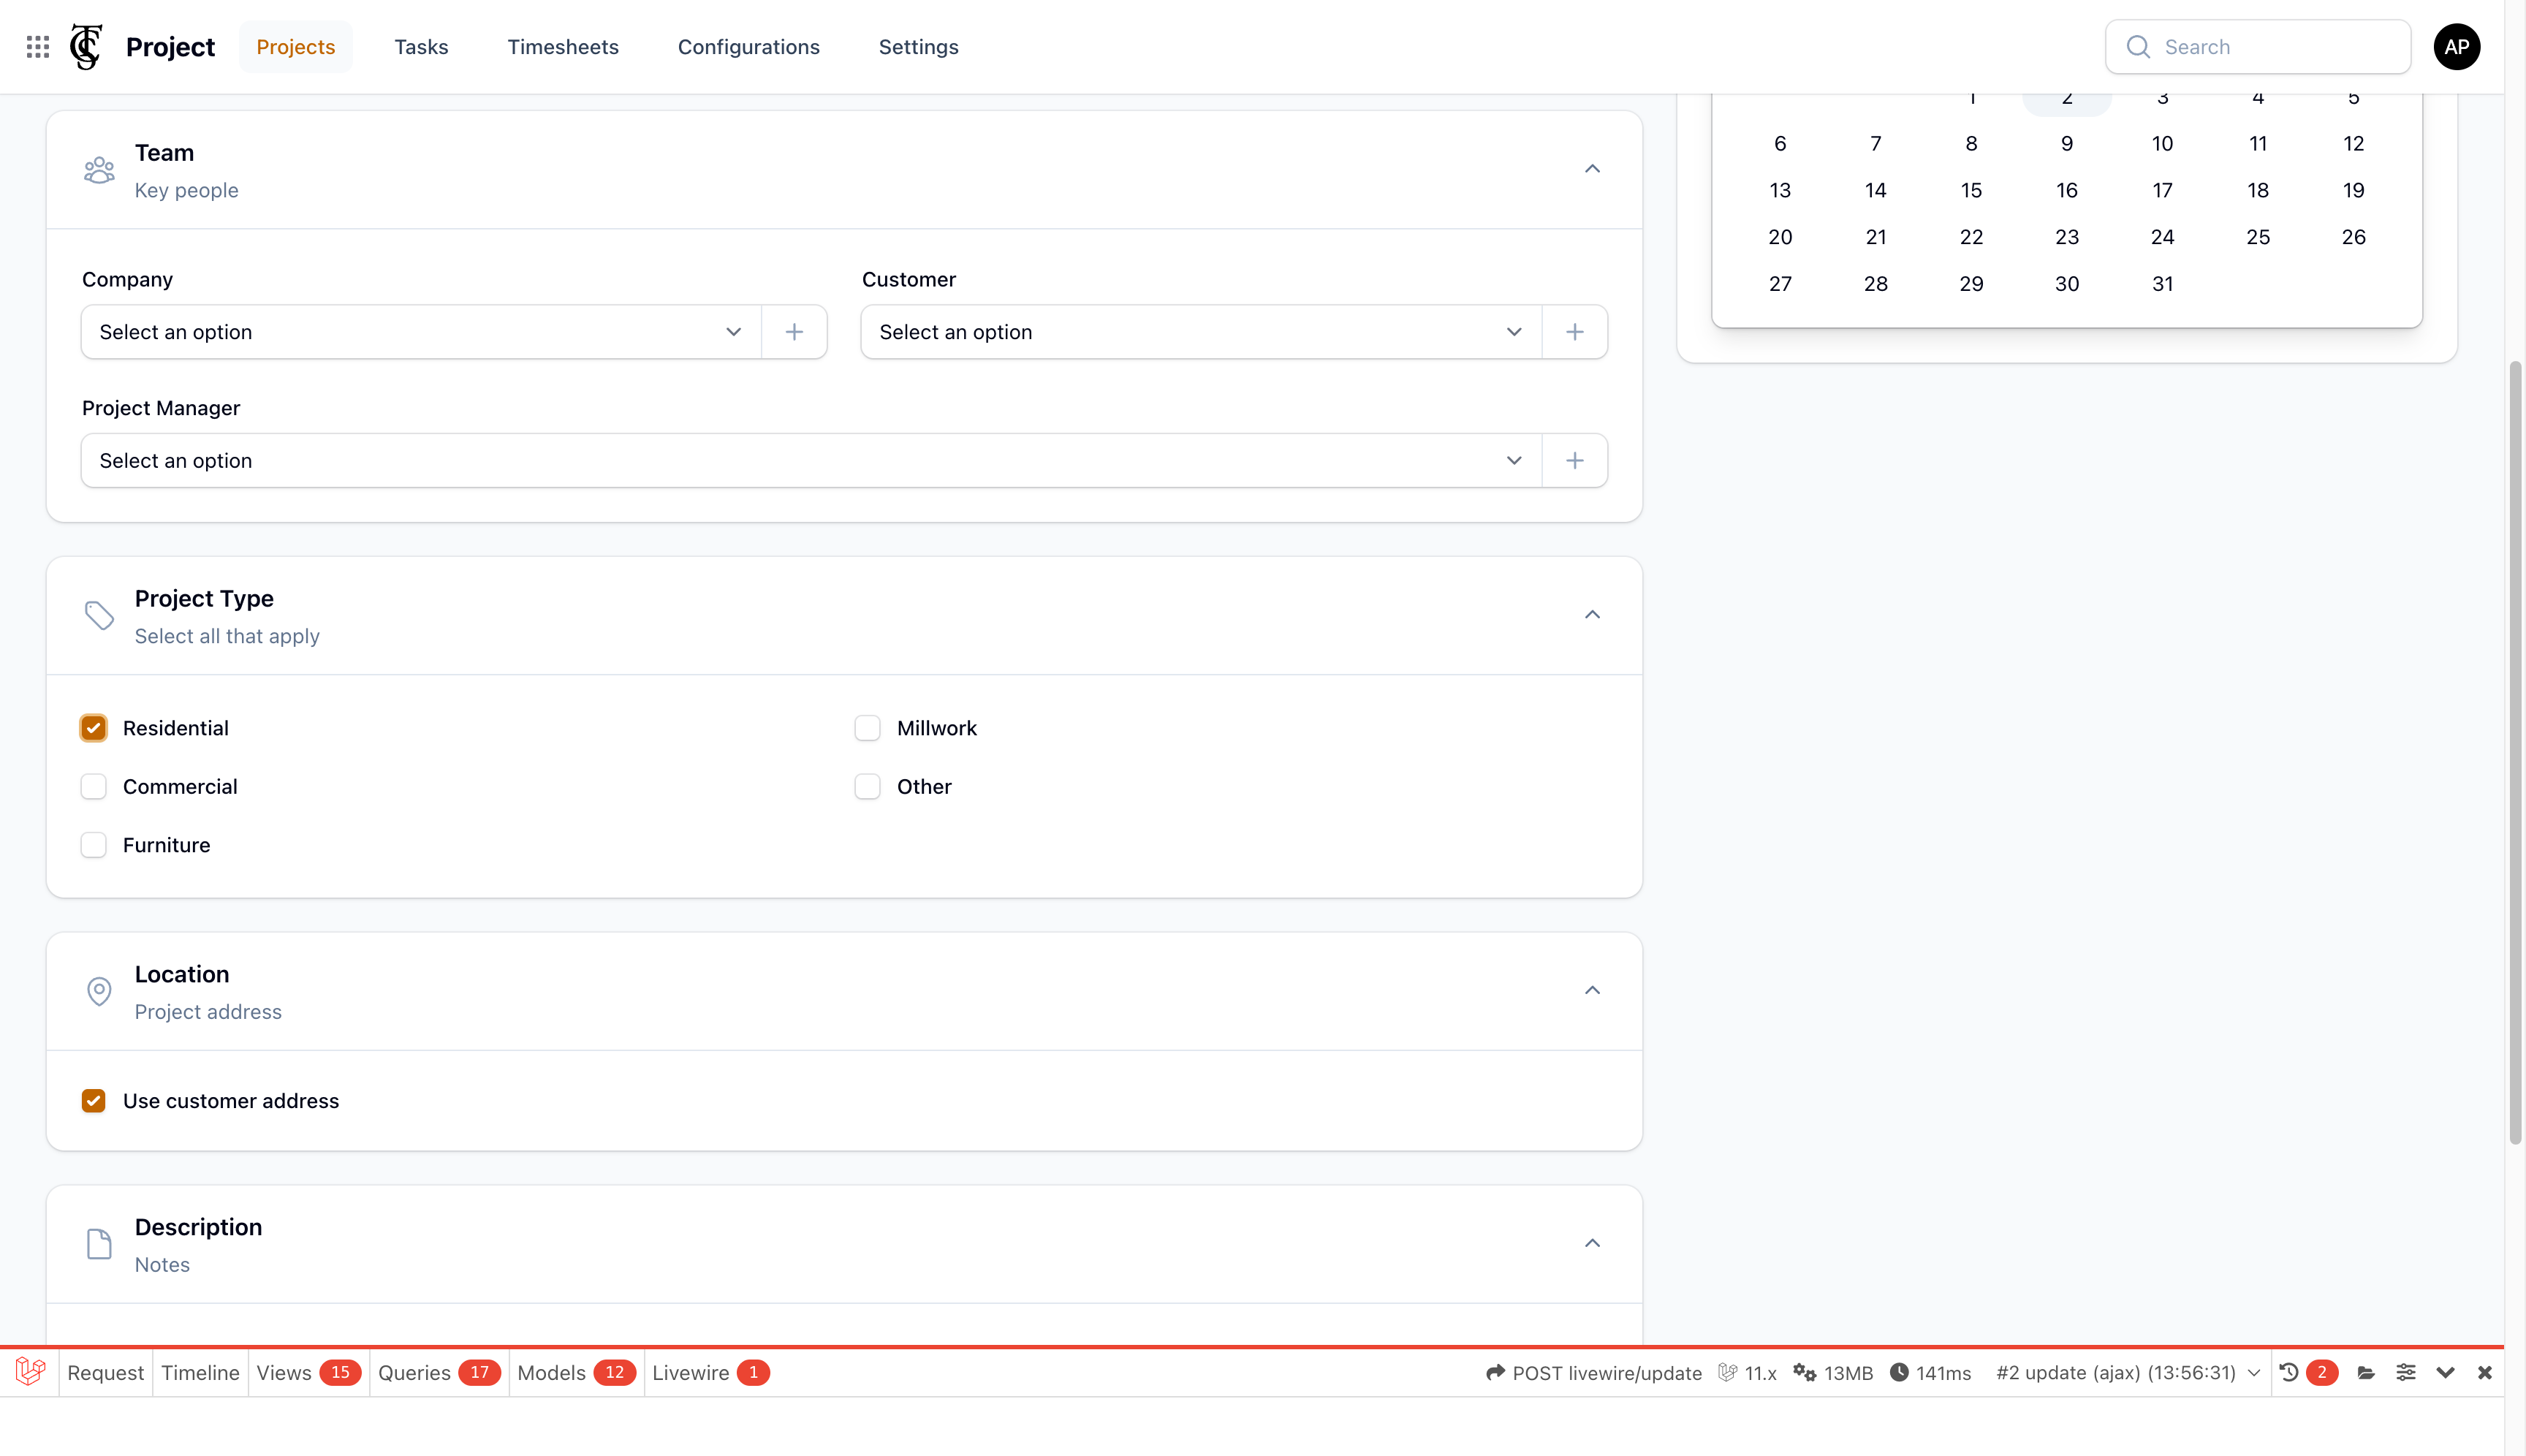 Project Projects Tasks Timesheets Configurations Settings Search AP
1 2 3 4 5
6 7 8 9 10 11 12
13 14 15 16 17 18 19
20 21 22 23 24 25 26
27 28 29 30 31
Team
Key people
Company
Select an option
Customer
Select an option
Project Manager
Select an option
Project Type
Select all that apply
Residential
Commercial
Furniture
Millwork
Other
Location
Project address
Use customer address
Description
Notes
Request Timeline Views 15 Queries 17 Models 12 Livewire 1 POST livewire/update 11.x 13MB 141ms #2 update (ajax) (13:56:31) 2